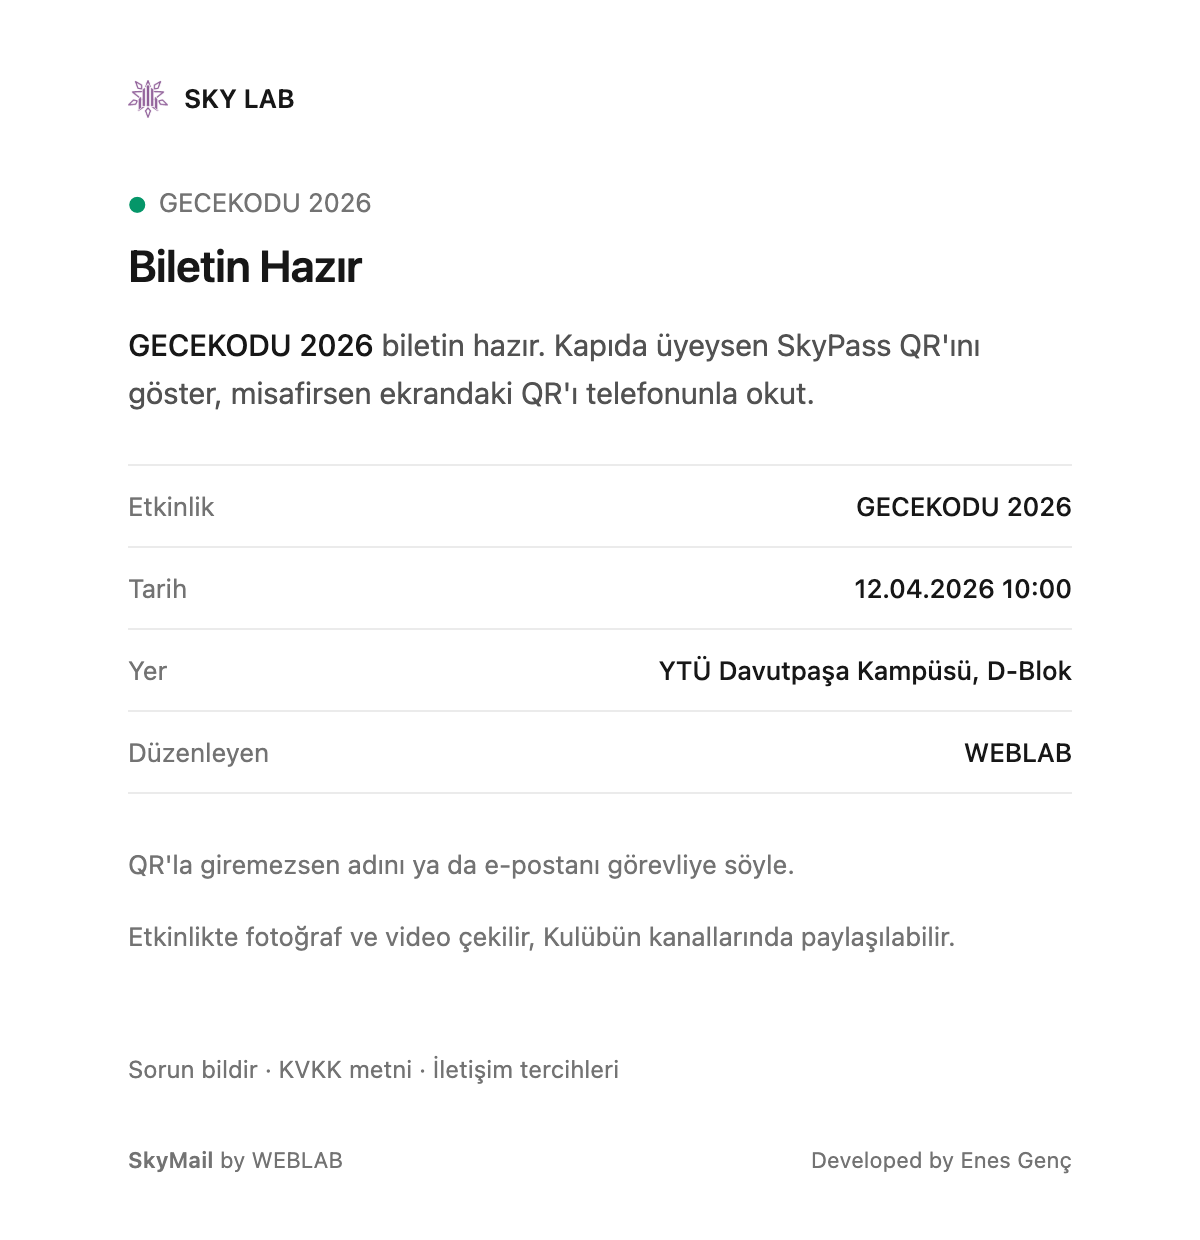 SKY LAB
GECEKODU 2026
Biletin Hazır
GECEKODU 2026 biletin hazır. Kapıda üyeysen SkyPass QR'ını
göster, misafirsen ekrandaki QR'ı telefonunla okut.
Etkinlik GECEKODU 2026
Tarih 12.04.2026 10:00
Yer YTÜ Davutpaşa Kampüsü, D-Blok
Düzenleyen WEBLAB
QR'la giremezsen adını ya da e-postanı görevliye söyle.
Etkinlikte fotoğraf ve video çekilir, Kulübün kanallarında paylaşılabilir.
Sorun bildir · KVKK metni · İletişim tercihleri
SkyMail by WEBLAB Developed by Enes Genç